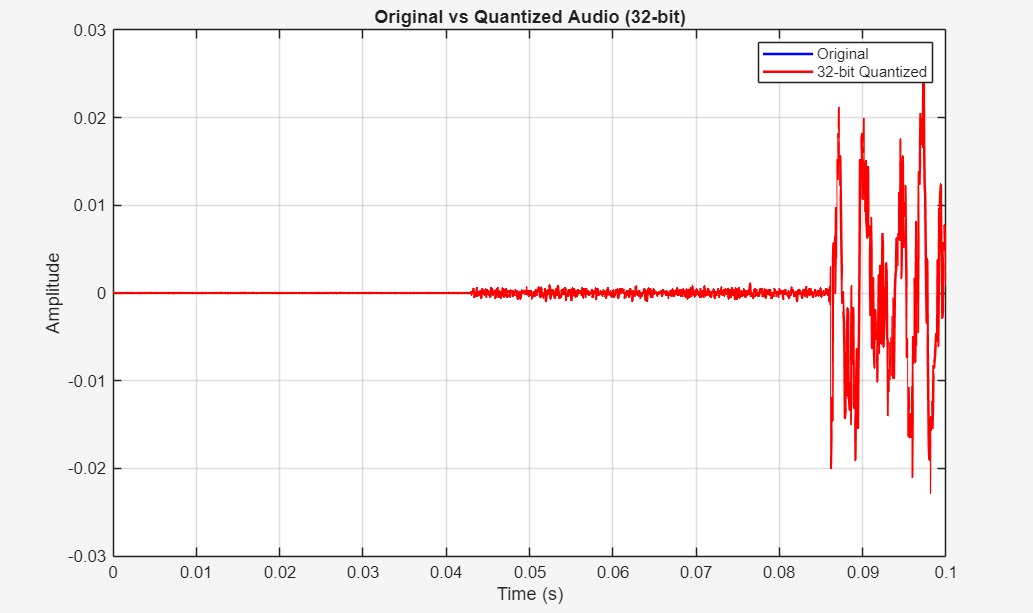 Original vs Quantized Audio (32-bit)
Original
32-bit Quantized
0.03
0.02
0.01
0
-0.01
-0.02
-0.03
Amplitude
0 0.01 0.02 0.03 0.04 0.05 0.06 0.07 0.08 0.09 0.1
Time (s)